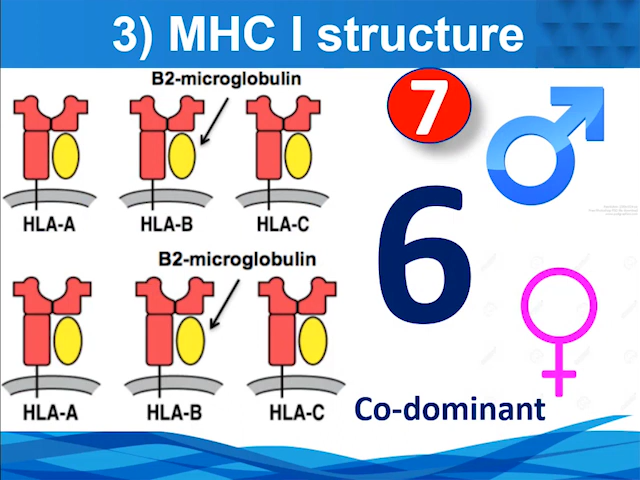 3) MHC I structure
B2-microglobulin
7
HLA-A HLA-B HLA-C
6
B2-microglobulin
HLA-A HLA-B HLA-C
Co-dominant